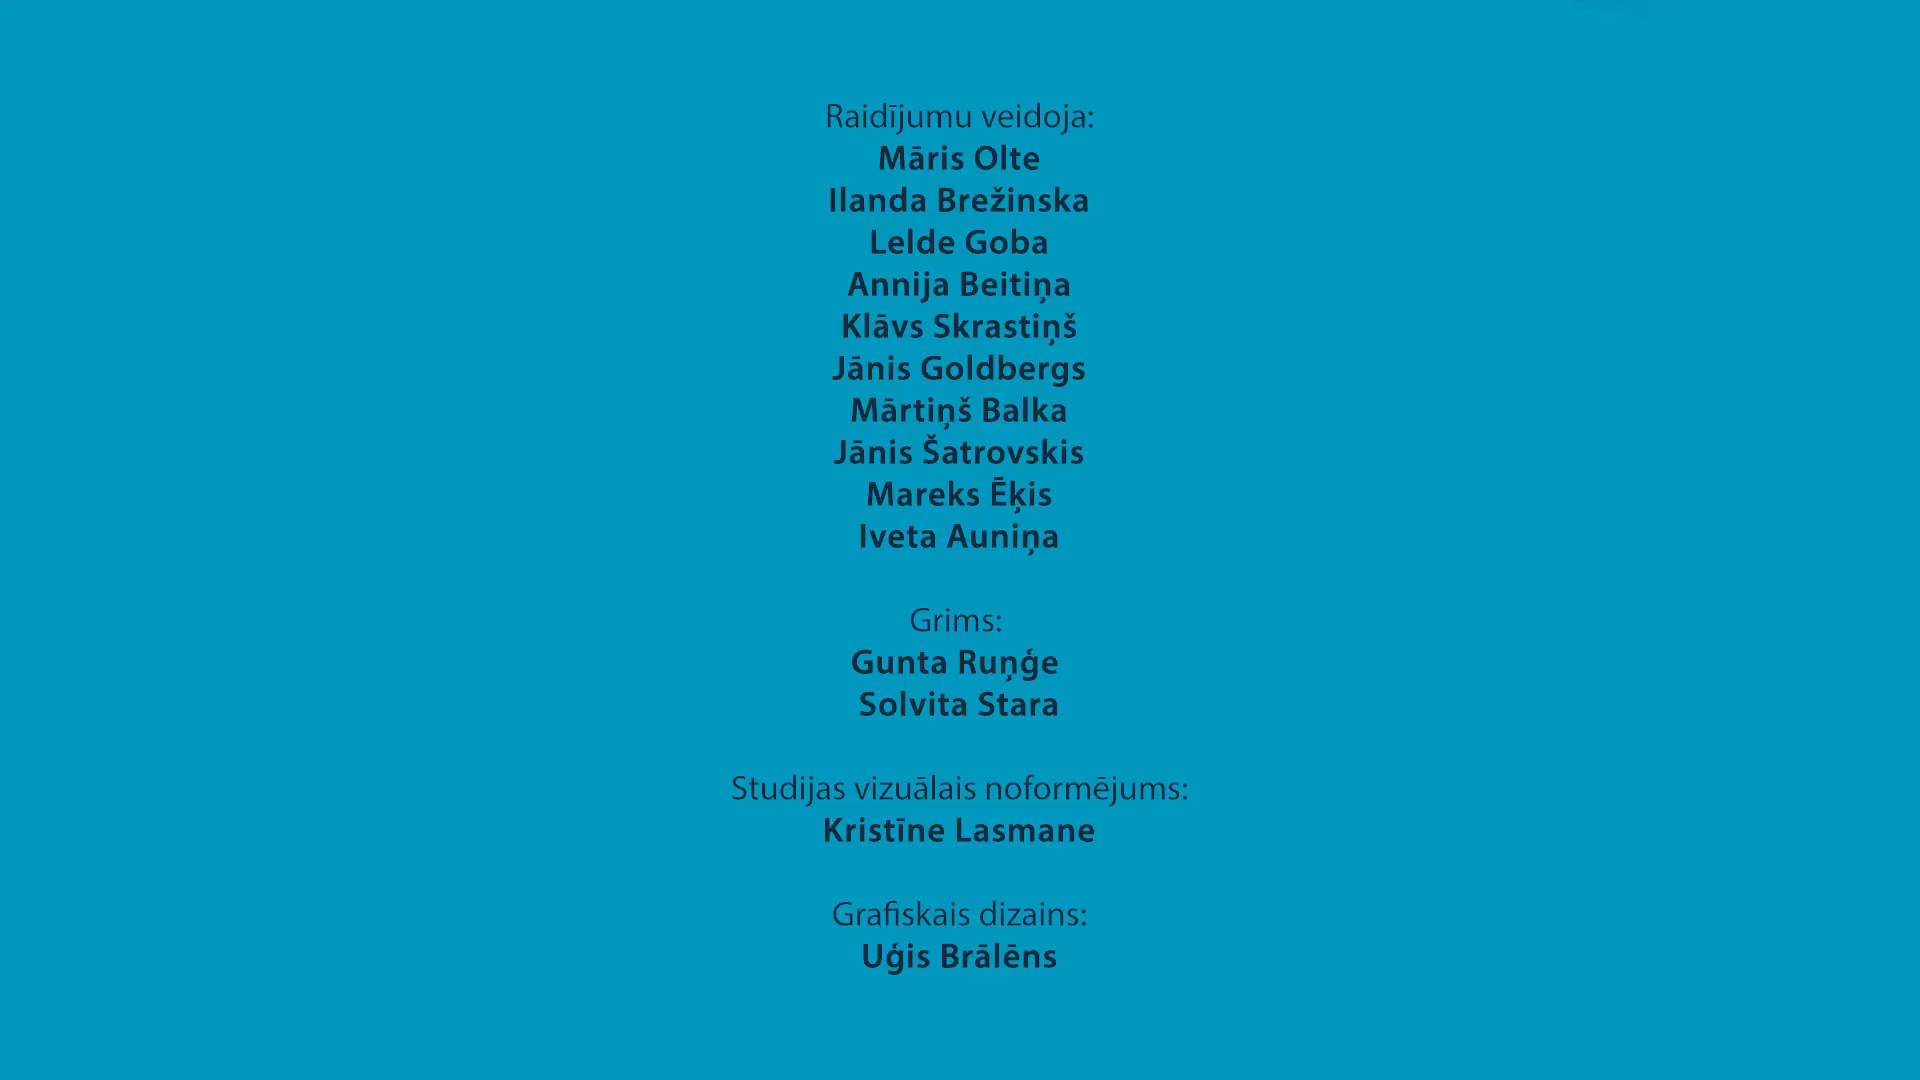 Raidījumu veidoja:
Māris Olte
Ilanda Brežinska
Lelde Goba
Annija Beitiņa
Klāvs Skrastiņš
Jānis Goldbergs
Mārtiņš Balka
Jānis Šatrovskis
Mareks Ēķis
Iveta Auniņa
Grims:
Gunta Ruņģe
Solvita Stara
Studijas vizuālais noformējums:
Kristīne Lasmane
Grafiskais dizains:
Uģis Brālēns